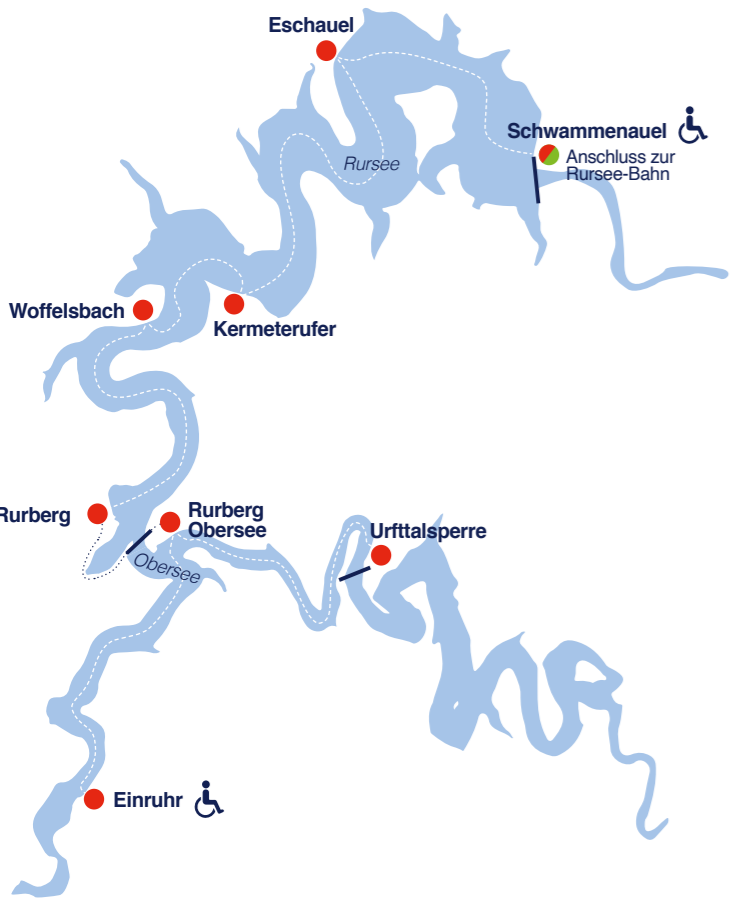 Eschauel
Schwammenauel
Anschluss zur
Rursee-Bahn
Rursee
Woffelsbach
Kermeterufer
Rurberg
Rurberg
Obersee
Urfttalsperre
Obersee
Einruhr